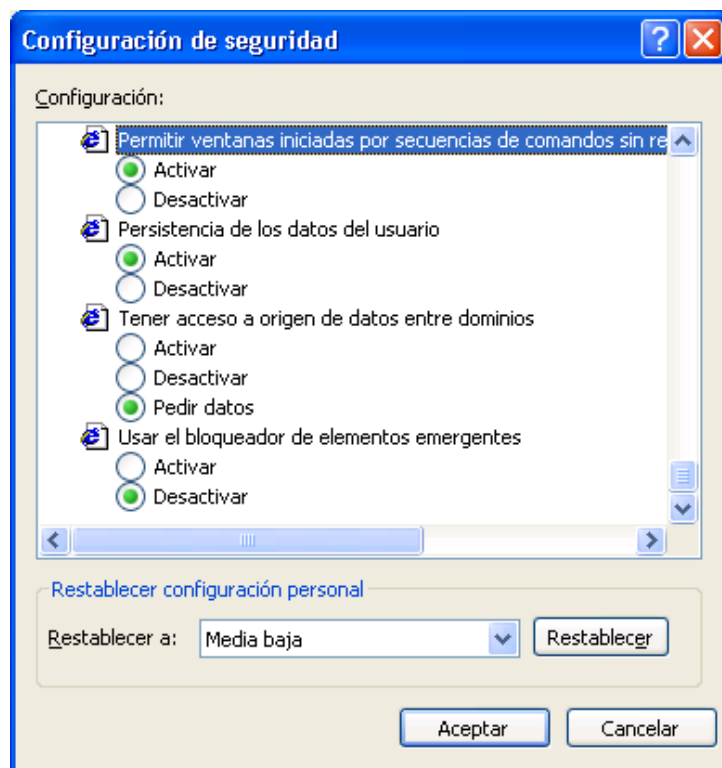 Configuración de seguridad
Configuración:
Permitir ventanas iniciadas por secuencias de comandos sin re
Activar
Desactivar
Persistencia de los datos del usuario
Activar
Desactivar
Tener acceso a origen de datos entre dominios
Activar
Desactivar
Pedir datos
Usar el bloqueador de elementos emergentes
Activar
Desactivar
Restablecer configuración personal
Restablecer a: Media baja Restablecer
Aceptar Cancelar